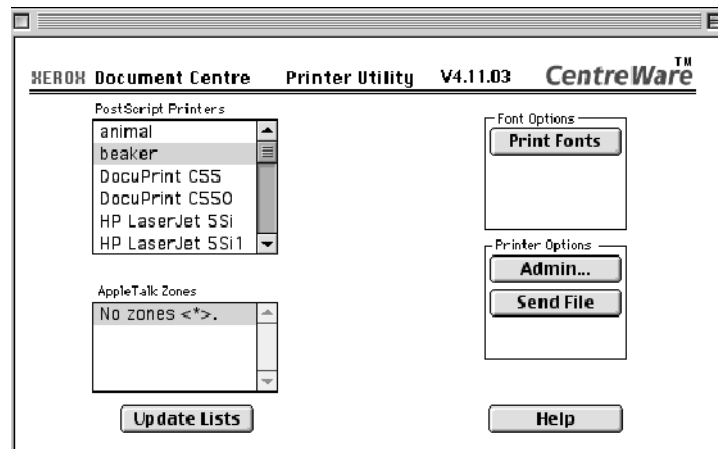 XEROX Document Centre Printer Utility V4.11.03 CentreWare™
PostScript Printers
animal
beaker
DocuPrint C55
DocuPrint C550
HP LaserJet 5Si
HP LaserJet 5Si1
AppleTalk Zones
No zones <*>.
Update Lists
Font Options
Print Fonts
Printer Options
Admin...
Send File
Help